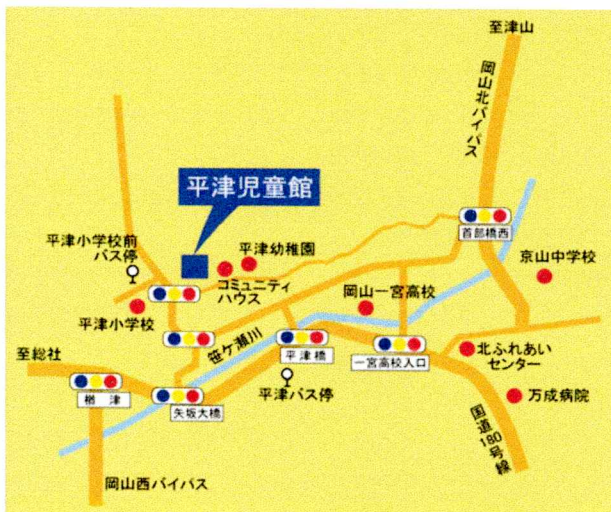 至津山
岡山北バイパス
平津児童館
首部橋西
平津小学校前
バス停
平津幼稚園
京山中学校
コミュニティ
ハウス
岡山一宮高校
平津小学校
笹ケ瀬川
至総社
平津橋
一宮高校入口
北ふれあい
センター
楢津
矢坂大橋
平津バス停
万成病院
国道180号線
岡山西バイパス